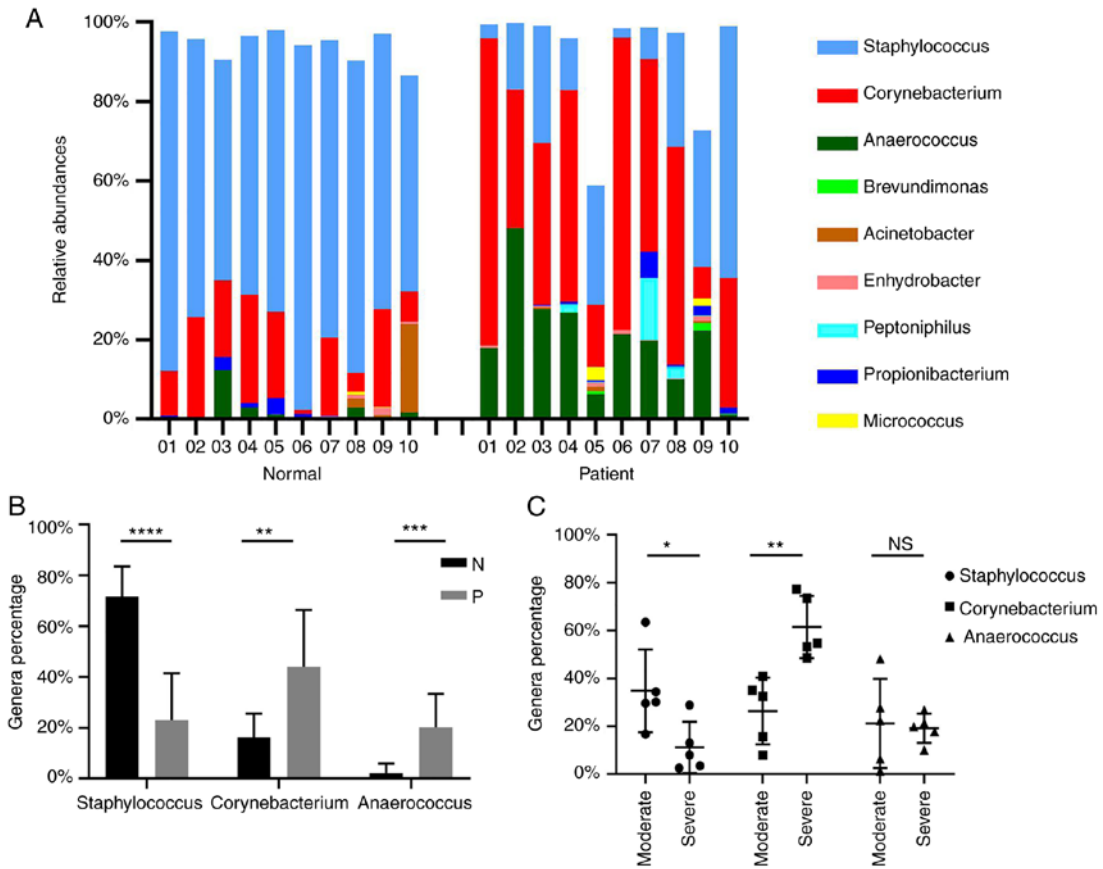 A
100%
80%
60%
40%
20%
0%
Relative abundances
01 02 03 04 05 06 07 08 09 10
Normal
01 02 03 04 05 06 07 08 09 10
Patient
Staphylococcus
Corynebacterium
Anaerococcus
Brevundimonas
Acinetobacter
Enhydrobacter
Peptoniphilus
Propionibacterium
Micrococcus
B
100%
80%
60%
40%
20%
0%
Genera percentage
**** ** ***
N
P
Staphylococcus Corynebacterium Anaerococcus
C
100%
80%
60%
40%
20%
0%
Genera percentage
* ** NS
Moderate
Severe
Moderate
Severe
Moderate
Severe
Staphylococcus
Corynebacterium
Anaerococcus